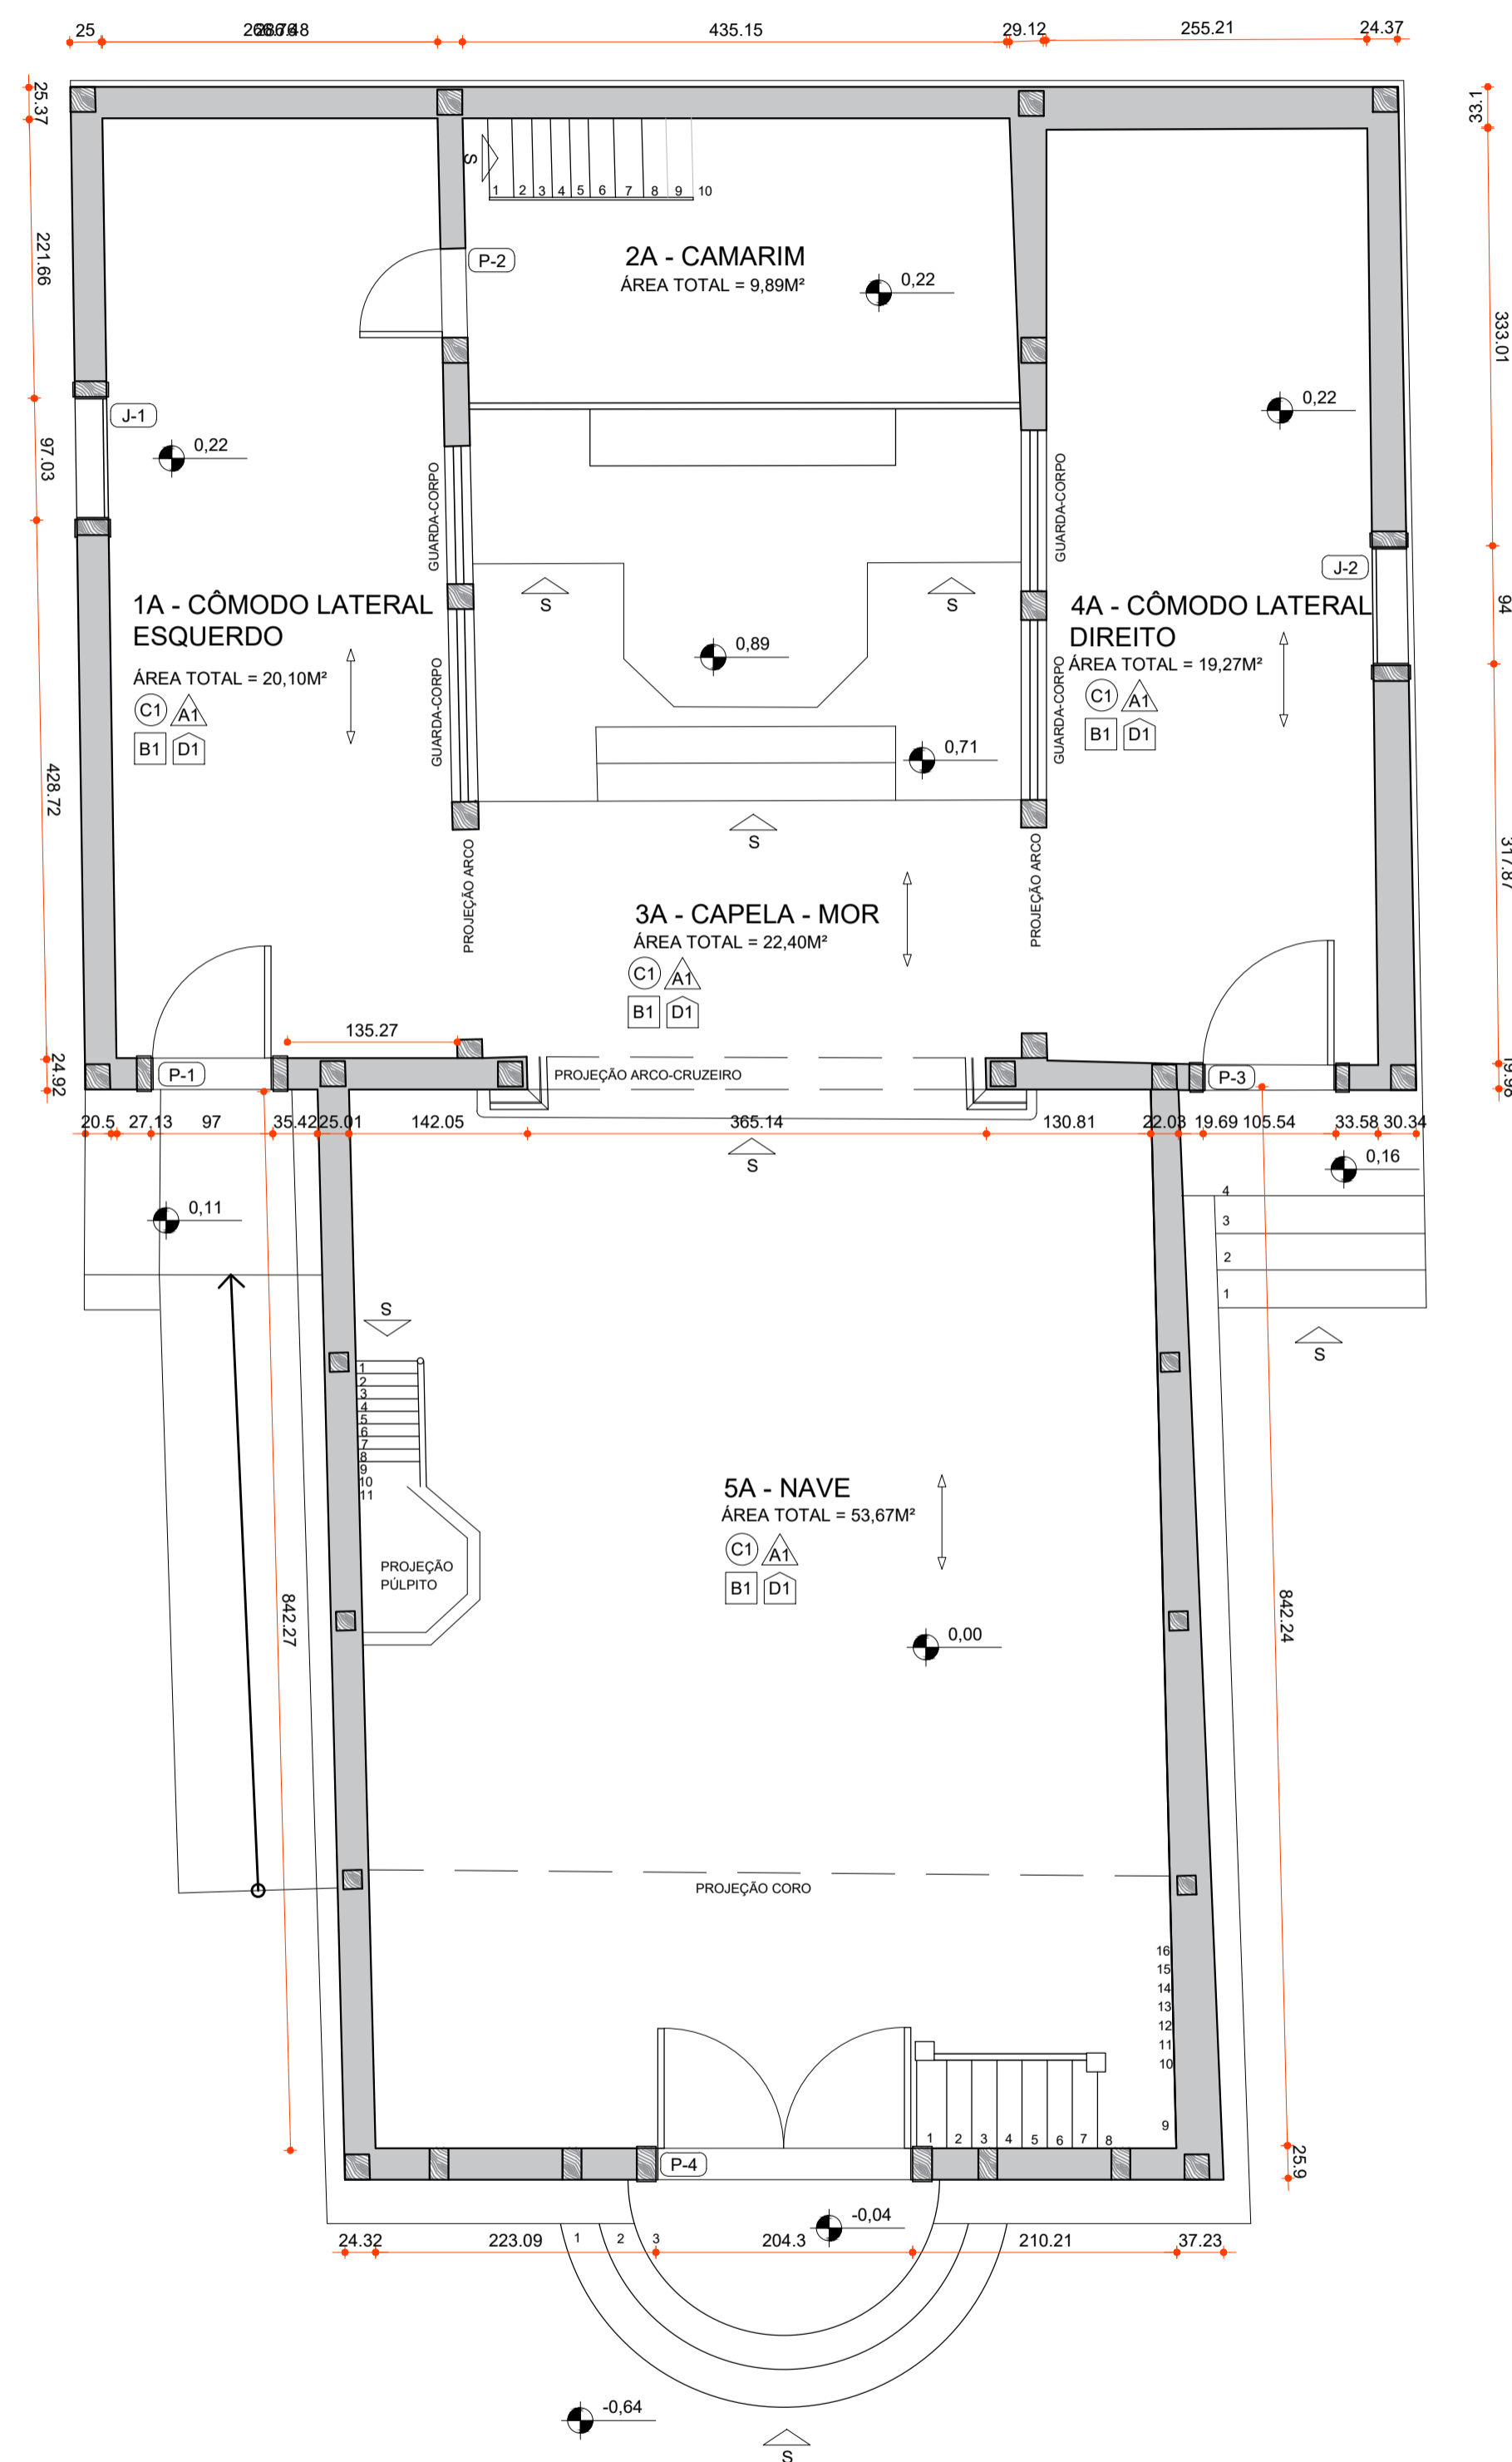 25
435.15
29.12
255.21
24.37
25.37
33.1
S
1 2 3 4 5 6 7 8 9 10
2A - CAMARIM
ÁREA TOTAL = 9,89M²
P-2
0,22
221.66
333.01
J-1
0,22
0,22
97.03
GUARDA-CORPO
GUARDA-CORPO
J-2
94
S
S
1A - CÔMODO LATERAL
ESQUERDO
ÁREA TOTAL = 20,10M²
C1 A1
B1 D1
4A - CÔMODO LATERAL
DIREITO
ÁREA TOTAL = 19,27M²
C1 A1
B1 D1
0,89
GUARDA-CORPO
GUARDA-CORPO
0,71
428.72
S
317.87
PROJEÇÃO ARCO
PROJEÇÃO ARCO
3A - CAPELA - MOR
ÁREA TOTAL = 22,40M²
C1 A1
B1 D1
135.27
24.92
P-1
PROJEÇÃO ARCO-CRUZEIRO
P-3
19.98
20.5 27.13 97 35.42 25.01 142.05 365.14 130.81 22.03 19.69 105.54 33.58 30.34
S
0,16
0,11
4
3
2
1
S
S
1
2
3
4
5
6
7
8
9
10
11
PROJEÇÃO
PÚLPITO
5A - NAVE
ÁREA TOTAL = 53,67M²
C1 A1
B1 D1
0,00
842.27
842.24
PROJEÇÃO CORO
16
15
14
13
12
11
10
9
1 2 3 4 5 6 7 8
P-4
25.9
-0,04
24.32 223.09 204.3 210.21 37.23
1 2 3
-0,64
S